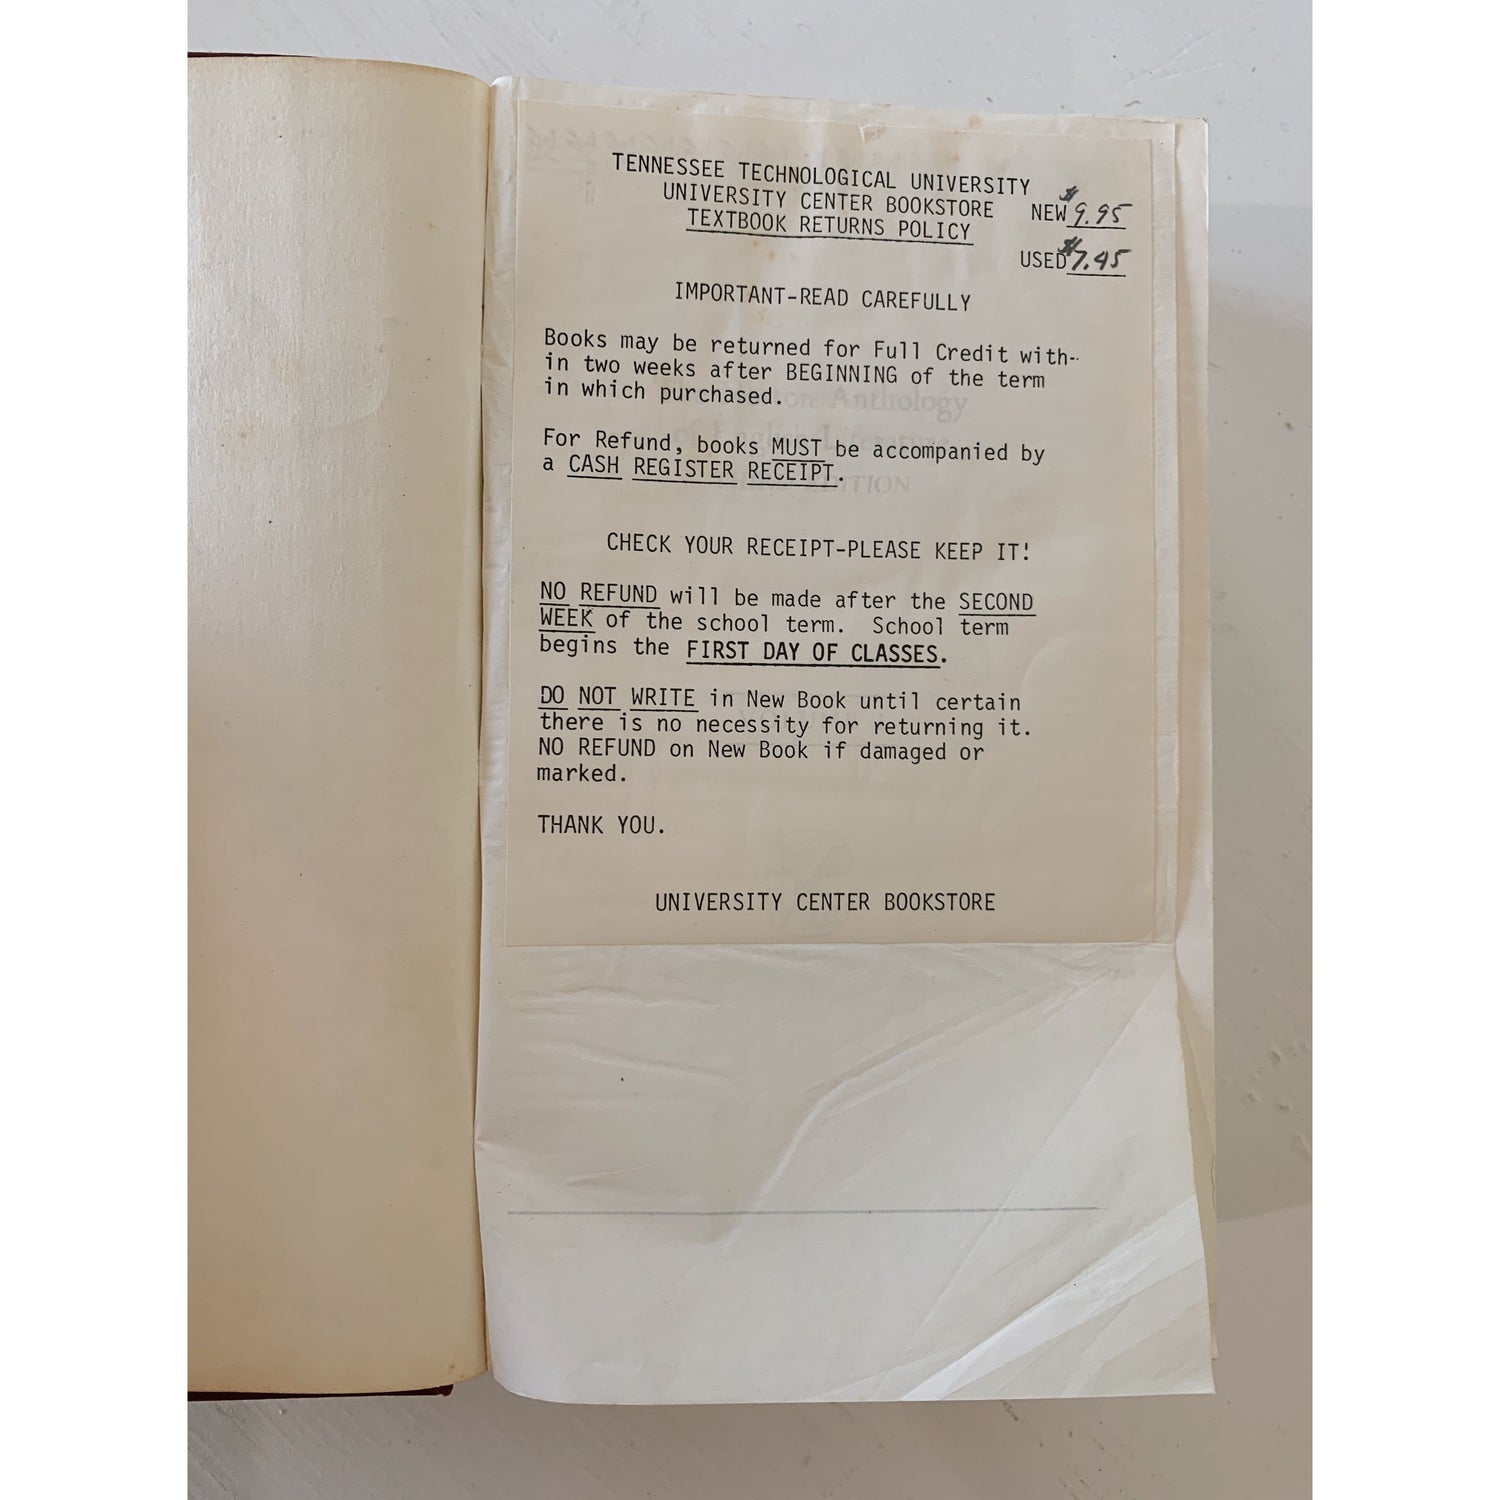 TENNESSEE TECHNOLOGICAL UNIVERSITY
UNIVERSITY CENTER BOOKSTORE
TEXTBOOK RETURNS POLICY
NEW $9.95
USED $7.45
IMPORTANT-READ CAREFULLY
Books may be returned for Full Credit with-
in two weeks after BEGINNING of the term
in which purchased.
For Refund, books MUST be accompanied by
a CASH REGISTER RECEIPT.
CHECK YOUR RECEIPT-PLEASE KEEP IT!
NO REFUND will be made after the SECOND
WEEK of the school term. School term
begins the FIRST DAY OF CLASSES.
DO NOT WRITE in New Book until certain
there is no necessity for returning it.
NO REFUND on New Book if damaged or
marked.
THANK YOU.
UNIVERSITY CENTER BOOKSTORE
Anthology